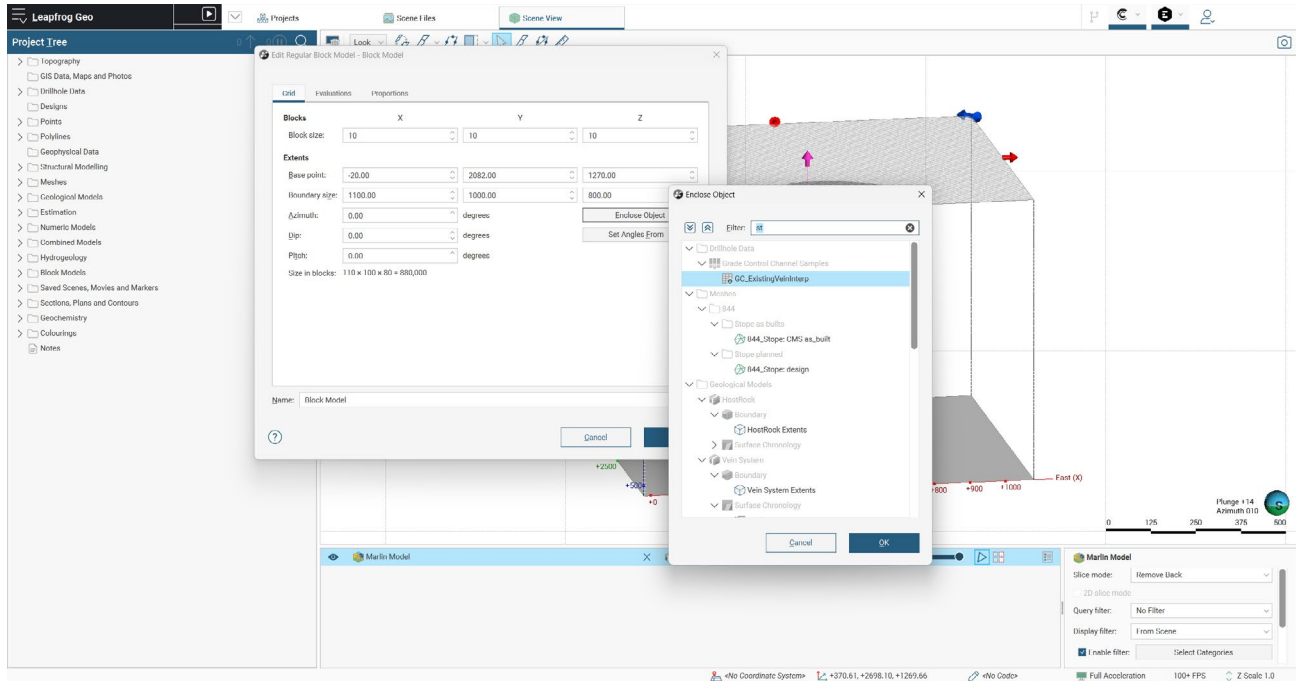 Leapfrog Geo
Projects
Scene Files
Scene View
Project Tree
Look
Topography
GIS Data, Maps and Photos
Drillhole Data
Designs
Points
Polylines
Geophysical Data
Structural Modelling
Meshes
Geological Models
Estimation
Numeric Models
Combined Models
Hydrogeology
Block Models
Saved Scenes, Movies and Markers
Sections, Plans and Contours
Geochemistry
Colourings
Notes
Edit Regular Block Model - Block Model
Grid Evaluations Proportions
Blocks X Y Z
Block size: 10 10 10
Extents
Base point: -20.00 2082.00 1270.00
Boundary size: 1100.00 1000.00 800.00
Azimuth: 0.00 degrees Enclose Object
Dip: 0.00 degrees Set Angles From
Pitch: 0.00 degrees
Size in blocks: 110 × 100 × 80 = 880,000
Name: Block Model
Cancel
Enclose Object
Filter: st
Drillhole Data
Grade Control Channel Samples
GC_ExistingVeinInterp
Meshes
844
Stope as builts
844_Stope: CMS as_built
Stope planned
844_Stope: design
Geological Models
HostRock
Boundary
HostRock Extents
Surface Chronology
Vein System
Boundary
Vein System Extents
Surface Chronology
Cancel OK
+2500
+500
+0
+800 +900 +1000
East (X)
Plunge +14
Azimuth 010
S
0 125 250 375 500
Marlin Model
Marlin Model
Slice mode: Remove Back
2D slice mode
Query filter: No Filter
Display filter: From Scene
Enable filter: Select Categories
<No Coordinate System> +370.61, +2698.10, +1269.66 <No Code> Full Acceleration 100+ FPS Z Scale 1.0